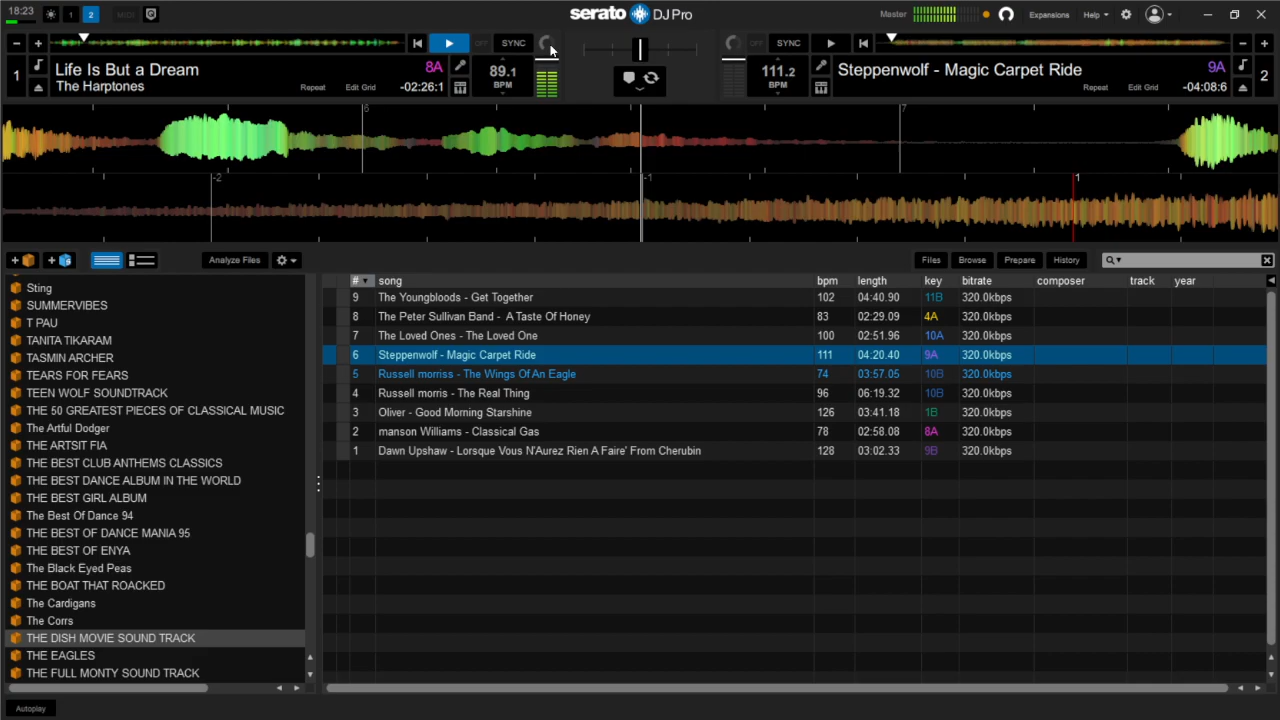 18:23 1 2 MIDI serato DJ Pro Master Expansions Help
OFF SYNC SYNC OFF
1 Life Is But a Dream 8A 89.1 111.2 Steppenwolf - Magic Carpet Ride 9A 2
The Harptones Repeat Edit Grid -02:26:1 BPM BPM Repeat Edit Grid -04:08:6
6 7
-2 -1 1
Analyze Files Files Browse Prepare History
# song bpm length key bitrate composer track year
9 The Youngbloods - Get Together 102 04:40.90 11B 320.0kbps
8 The Peter Sullivan Band - A Taste Of Honey 83 02:29.09 4A 320.0kbps
7 The Loved Ones - The Loved One 100 02:51.96 10A 320.0kbps
6 Steppenwolf - Magic Carpet Ride 111 04:20.40 9A 320.0kbps
5 Russell morriss - The Wings Of An Eagle 74 03:57.05 10B 320.0kbps
4 Russell morris - The Real Thing 96 06:19.32 10B 320.0kbps
3 Oliver - Good Morning Starshine 126 03:41.18 1B 320.0kbps
2 manson Williams - Classical Gas 78 02:58.08 8A 320.0kbps
1 Dawn Upshaw - Lorsque Vous N'Aurez Rien A Faire' From Cherubin 128 03:02.33 9B 320.0kbps
Sting
SUMMERVIBES
T PAU
TANITA TIKARAM
TASMIN ARCHER
TEARS FOR FEARS
TEEN WOLF SOUNDTRACK
THE 50 GREATEST PIECES OF CLASSICAL MUSIC
The Artful Dodger
THE ARTSIT FIA
THE BEST CLUB ANTHEMS CLASSICS
THE BEST DANCE ALBUM IN THE WORLD
THE BEST GIRL ALBUM
The Best Of Dance 94
THE BEST OF DANCE MANIA 95
THE BEST OF ENYA
The Black Eyed Peas
THE BOAT THAT ROACKED
The Cardigans
The Corrs
THE DISH MOVIE SOUND TRACK
THE EAGLES
THE FULL MONTY SOUND TRACK
Autoplay